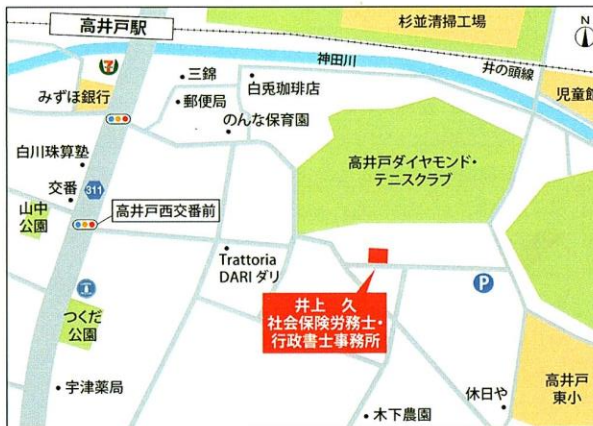 高井戸駅
杉並清掃工場
N
神田川
井の頭線
7
三錦
白兎珈琲店
みずほ銀行
郵便局
児童館
のんな保育園
白川珠算塾
高井戸ダイヤモンド・
テニスクラブ
交番
311
山中
公園
高井戸西交番前
Trattoria
DARI ダリ
P
井上 久
社会保険労務士・
行政書士事務所
つくだ
公園
宇津薬局
休日や
高井戸
東小
木下農園